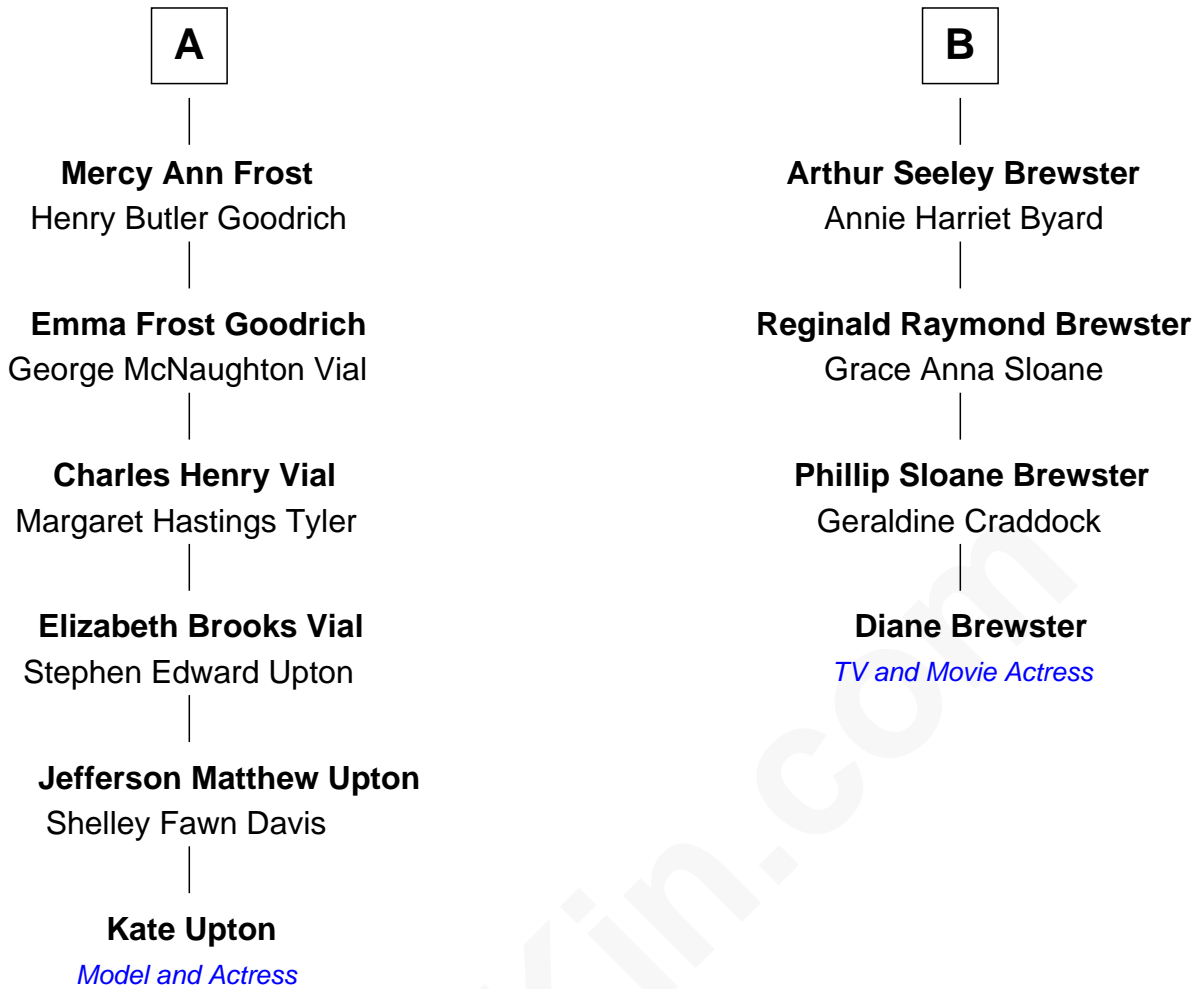 A
Mercy Ann Frost
Henry Butler Goodrich
Emma Frost Goodrich
George McNaughton Vial
Charles Henry Vial
Margaret Hastings Tyler
Elizabeth Brooks Vial
Stephen Edward Upton
Jefferson Matthew Upton
Shelley Fawn Davis
Kate Upton
Model and Actress
B
Arthur Seeley Brewster
Annie Harriet Byard
Reginald Raymond Brewster
Grace Anna Sloane
Phillip Sloane Brewster
Geraldine Craddock
Diane Brewster
TV and Movie Actress